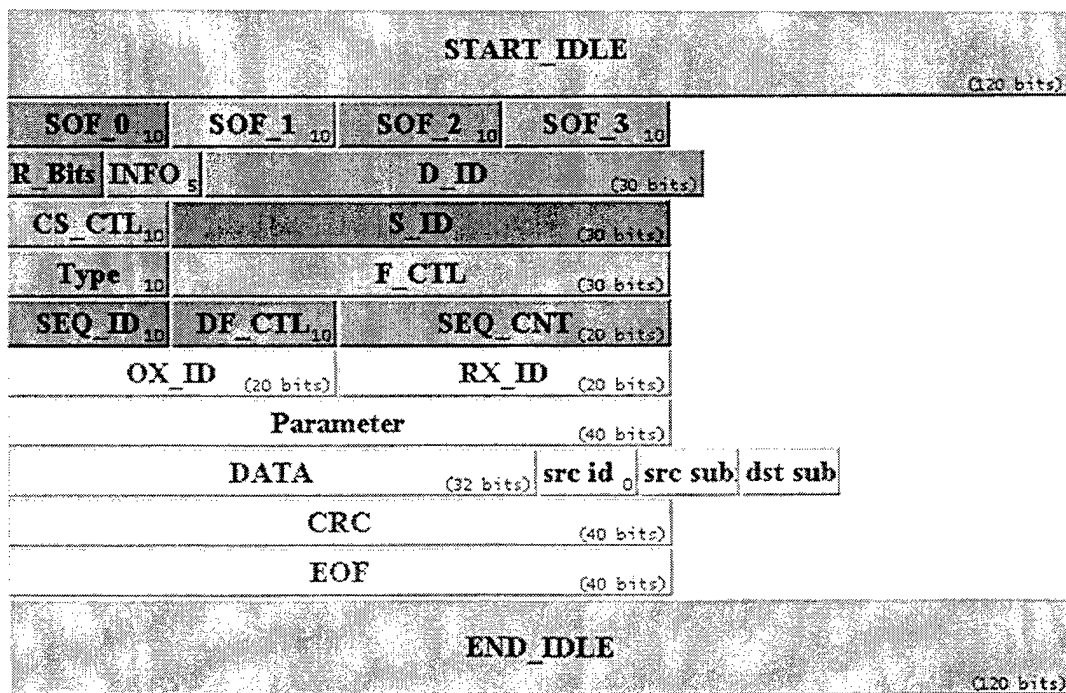 START_IDLE
(120 bits)
SOF_0 10 SOF_1 10 SOF_2 10 SOF_3 10
R_Bits INFO 5 D_ID (30 bits)
CS_CTL 10 S_ID (30 bits)
Type 10 F_CTL (30 bits)
SEQ_ID 10 DF_CTL 10 SEQ_CNT (20 bits)
OX_ID (20 bits) RX_ID (20 bits)
Parameter (40 bits)
DATA (32 bits) src id 0 src sub dst sub
CRC (40 bits)
EOF (40 bits)
END_IDLE
(120 bits)